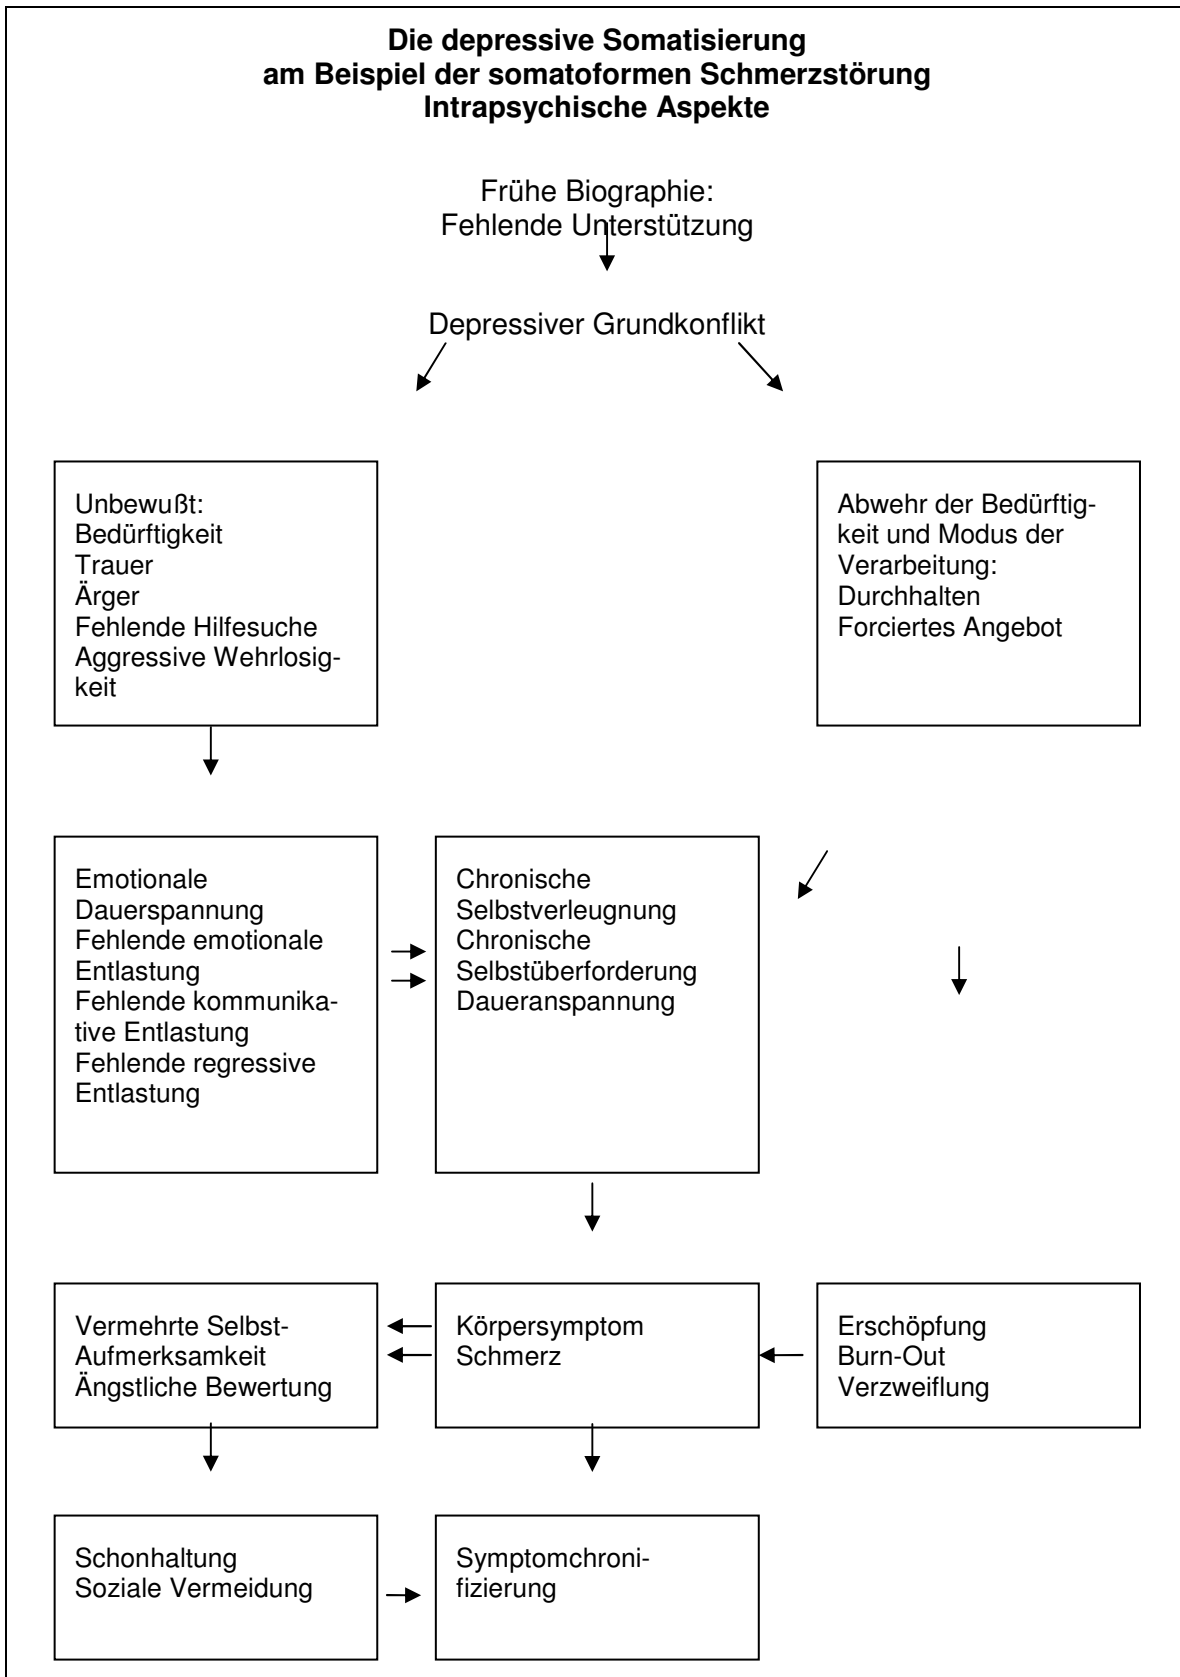 Die depressive Somatisierung
am Beispiel der somatoformen Schmerzstörung
Intrapsychische Aspekte
Frühe Biographie:
Fehlende Unterstützung
Depressiver Grundkonflikt
Unbewußt:
Bedürftigkeit
Trauer
Ärger
Fehlende Hilfesuche
Aggressive Wehrlosig-
keit
Abwehr der Bedürftig-
keit und Modus der
Verarbeitung:
Durchhalten
Forciertes Angebot
Emotionale
Dauerspannung
Fehlende emotionale
Entlastung
Fehlende kommunika-
tive Entlastung
Fehlende regressive
Entlastung
Chronische
Selbstverleugnung
Chronische
Selbstüberforderung
Daueranspannung
Vermehrte Selbst-
Aufmerksamkeit
Ängstliche Bewertung
Körpersymptom
Schmerz
Erschöpfung
Burn-Out
Verzweiflung
Schonhaltung
Soziale Vermeidung
Symptomchroni-
fizierung